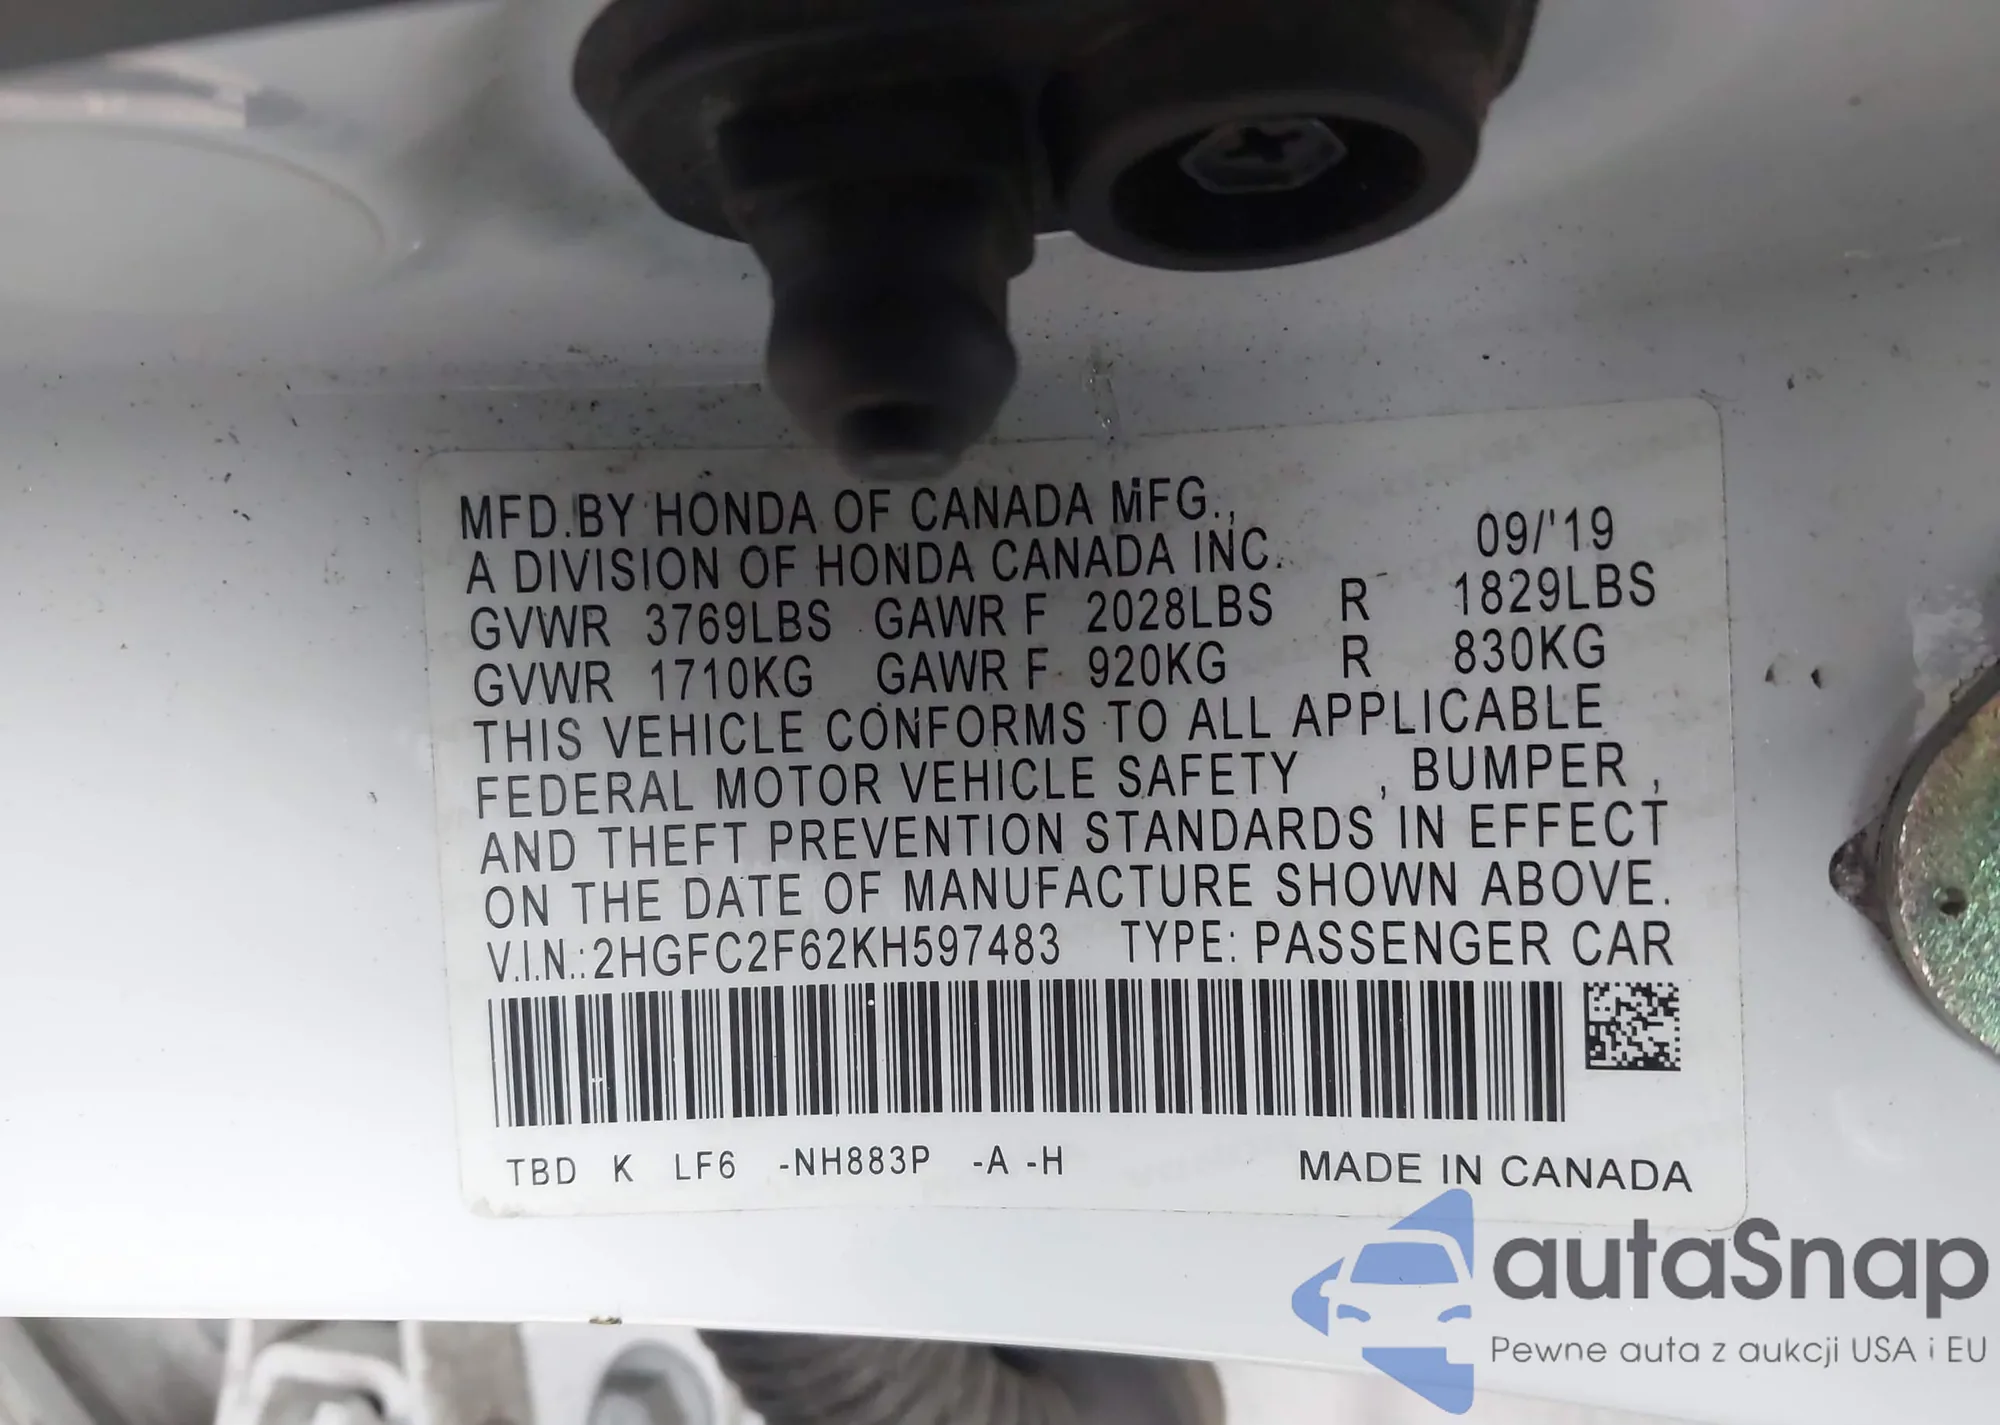 MFD.BY HONDA OF CANADA MFG.,
A DIVISION OF HONDA CANADA INC. 09/'19
GVWR 3769LBS GAWR F 2028LBS R 1829LBS
GVWR 1710KG GAWR F 920KG R 830KG
THIS VEHICLE CONFORMS TO ALL APPLICABLE
FEDERAL MOTOR VEHICLE SAFETY , BUMPER ,
AND THEFT PREVENTION STANDARDS IN EFFECT
ON THE DATE OF MANUFACTURE SHOWN ABOVE.
V.I.N.:2HGFC2F62KH597483 TYPE: PASSENGER CAR
TBD K LF6 -NH883P -A -H MADE IN CANADA
autaSnap
Pewne auta z aukcji USA i EU